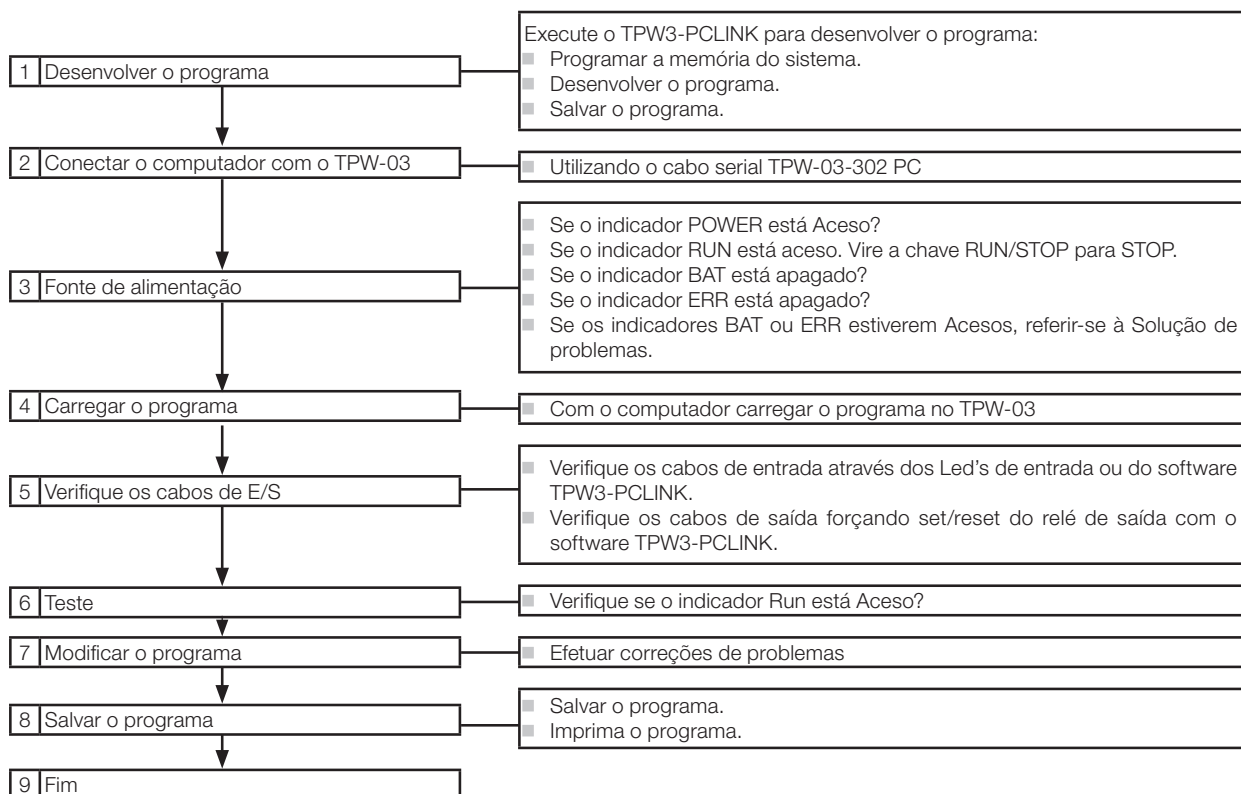 1 Desenvolver o programa
Execute o TPW3-PCLINK para desenvolver o programa:
Programar a memória do sistema.
Desenvolver o programa.
Salvar o programa.
2 Conectar o computador com o TPW-03
Utilizando o cabo serial TPW-03-302 PC
3 Fonte de alimentação
Se o indicador POWER está Aceso?
Se o indicador RUN está aceso. Vire a chave RUN/STOP para STOP.
Se o indicador BAT está apagado?
Se o indicador ERR está apagado?
Se os indicadores BAT ou ERR estiverem Acesos, referir-se à Solução de
problemas.
4 Carregar o programa
Com o computador carregar o programa no TPW-03
5 Verifique os cabos de E/S
Verifique os cabos de entrada através dos Led's de entrada ou do software
TPW3-PCLINK.
Verifique os cabos de saída forçando set/reset do relé de saída com o
software TPW3-PCLINK.
6 Teste
Verifique se o indicador Run está Aceso?
7 Modificar o programa
Efetuar correções de problemas
8 Salvar o programa
Salvar o programa.
Imprima o programa.
9 Fim